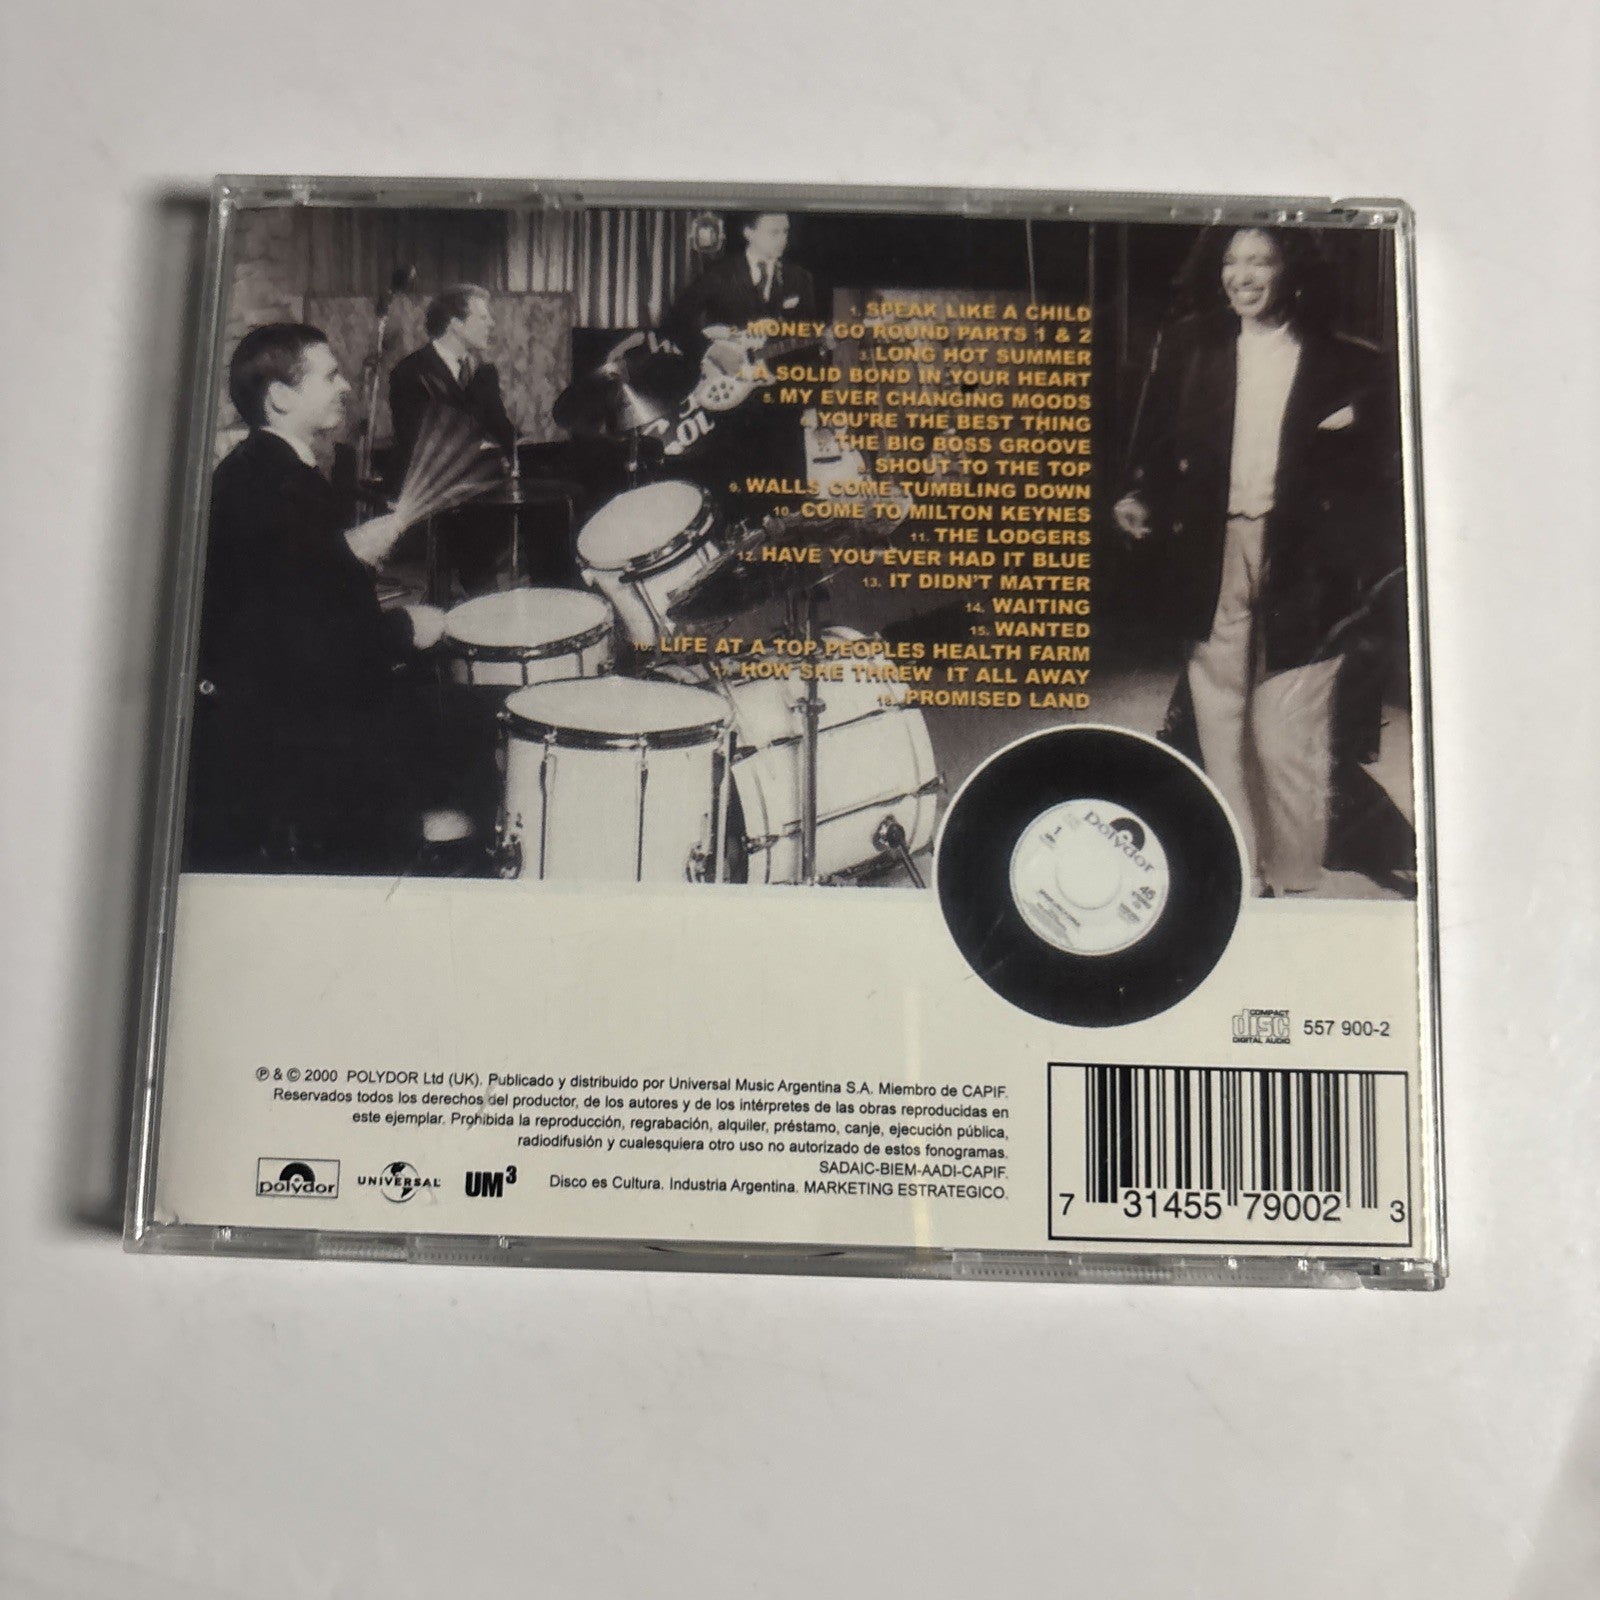 1. SPEAK LIKE A CHILD
2. MONEY GO ROUND PARTS 1 & 2
3. LONG HOT SUMMER
4. A SOLID BOND IN YOUR HEART
5. MY EVER CHANGING MOODS
YOU'RE THE BEST THING
THE BIG BOSS GROOVE
SHOUT TO THE TOP
9. WALLS COME TUMBLING DOWN
10. COME TO MILTON KEYNES
11. THE LODGERS
12. HAVE YOU EVER HAD IT BLUE
13. IT DIDN'T MATTER
14. WAITING
15. WANTED
16. LIFE AT A TOP PEOPLES HEALTH FARM
17. HOW SHE THREW IT ALL AWAY
18. PROMISED LAND
polydor
1
45
COMPACT
disc
DIGITAL AUDIO
557 900-2
℗ & © 2000 POLYDOR Ltd (UK). Publicado y distribuido por Universal Music Argentina S.A. Miembro de CAPIF.
Reservados todos los derechos del productor, de los autores y de los intérpretes de las obras reproducidas en
este ejemplar. Prohibida la reproducción, regrabación, alquiler, préstamo, canje, ejecución pública,
radiodifusión y cualesquiera otro uso no autorizado de estos fonogramas.
SADAIC-BIEM-AADI-CAPIF.
Disco es Cultura. Industria Argentina. MARKETING ESTRATEGICO.
polydor
UNIVERSAL
UM3
7 31455 79002 3